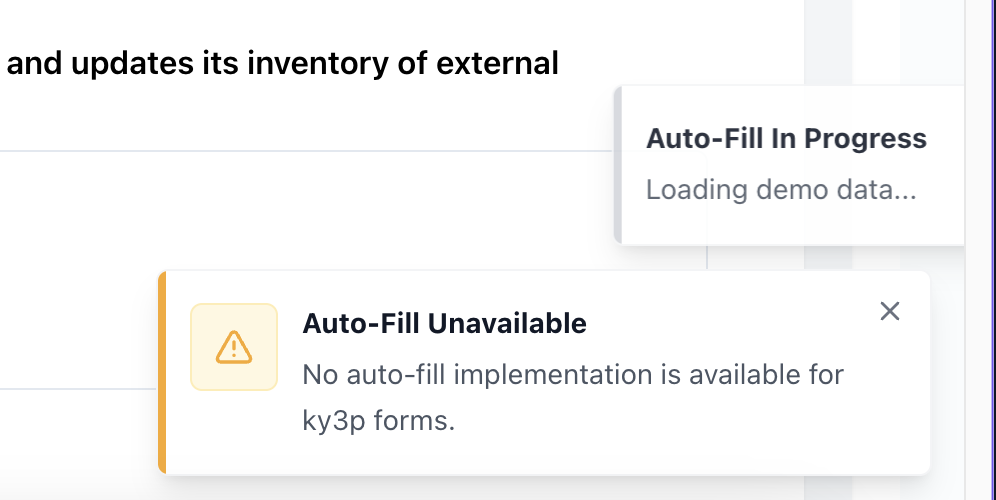 and updates its inventory of external
Auto-Fill In Progress
Loading demo data...
Auto-Fill Unavailable
No auto-fill implementation is available for
ky3p forms.